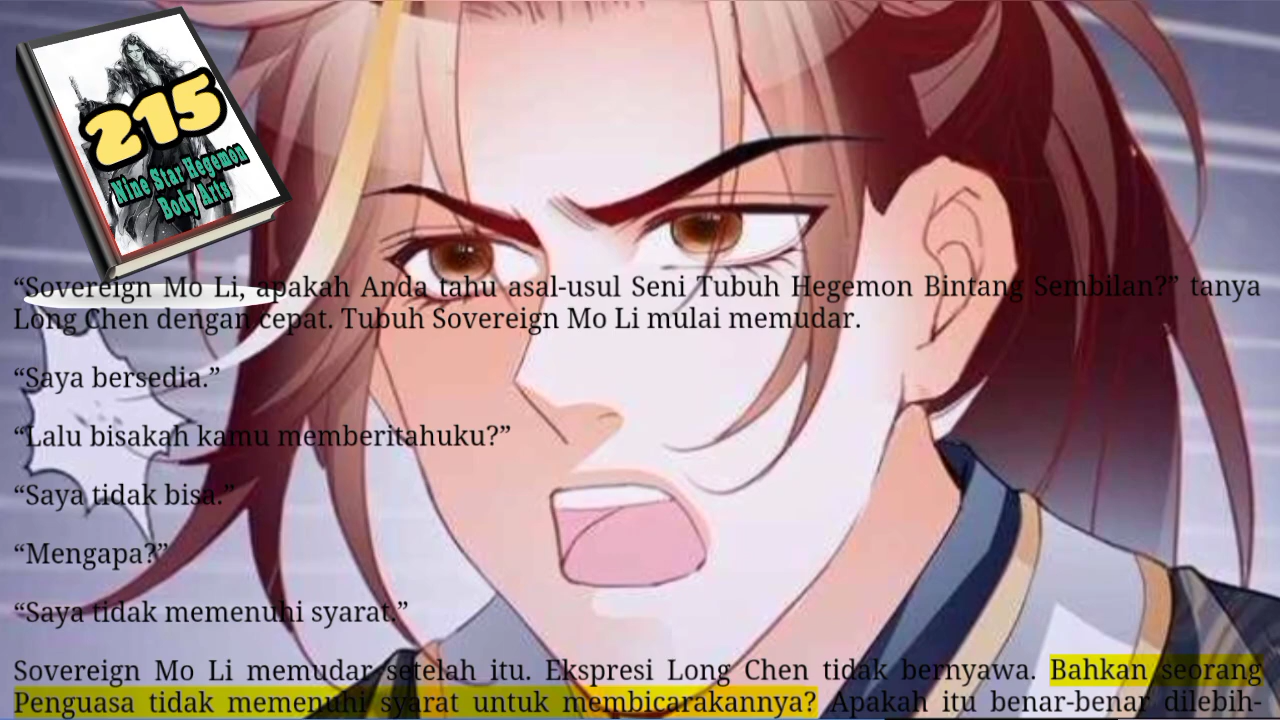 215
Nine Star Hegemon
Body Arts
“Sovereign Mo Li, apakah Anda tahu asal-usul Seni Tubuh Hegemon Bintang Sembilan?” tanya
Long Chen dengan cepat. Tubuh Sovereign Mo Li mulai memudar.
“Saya bersedia.”
“Lalu bisakah kamu memberitahuku?”
“Saya tidak bisa.”
“Mengapa?”
“Saya tidak memenuhi syarat.”
Sovereign Mo Li memudar setelah itu. Ekspresi Long Chen tidak bernyawa. Bahkan seorang
Penguasa tidak memenuhi syarat untuk membicarakannya? Apakah itu benar-benar dilebih-